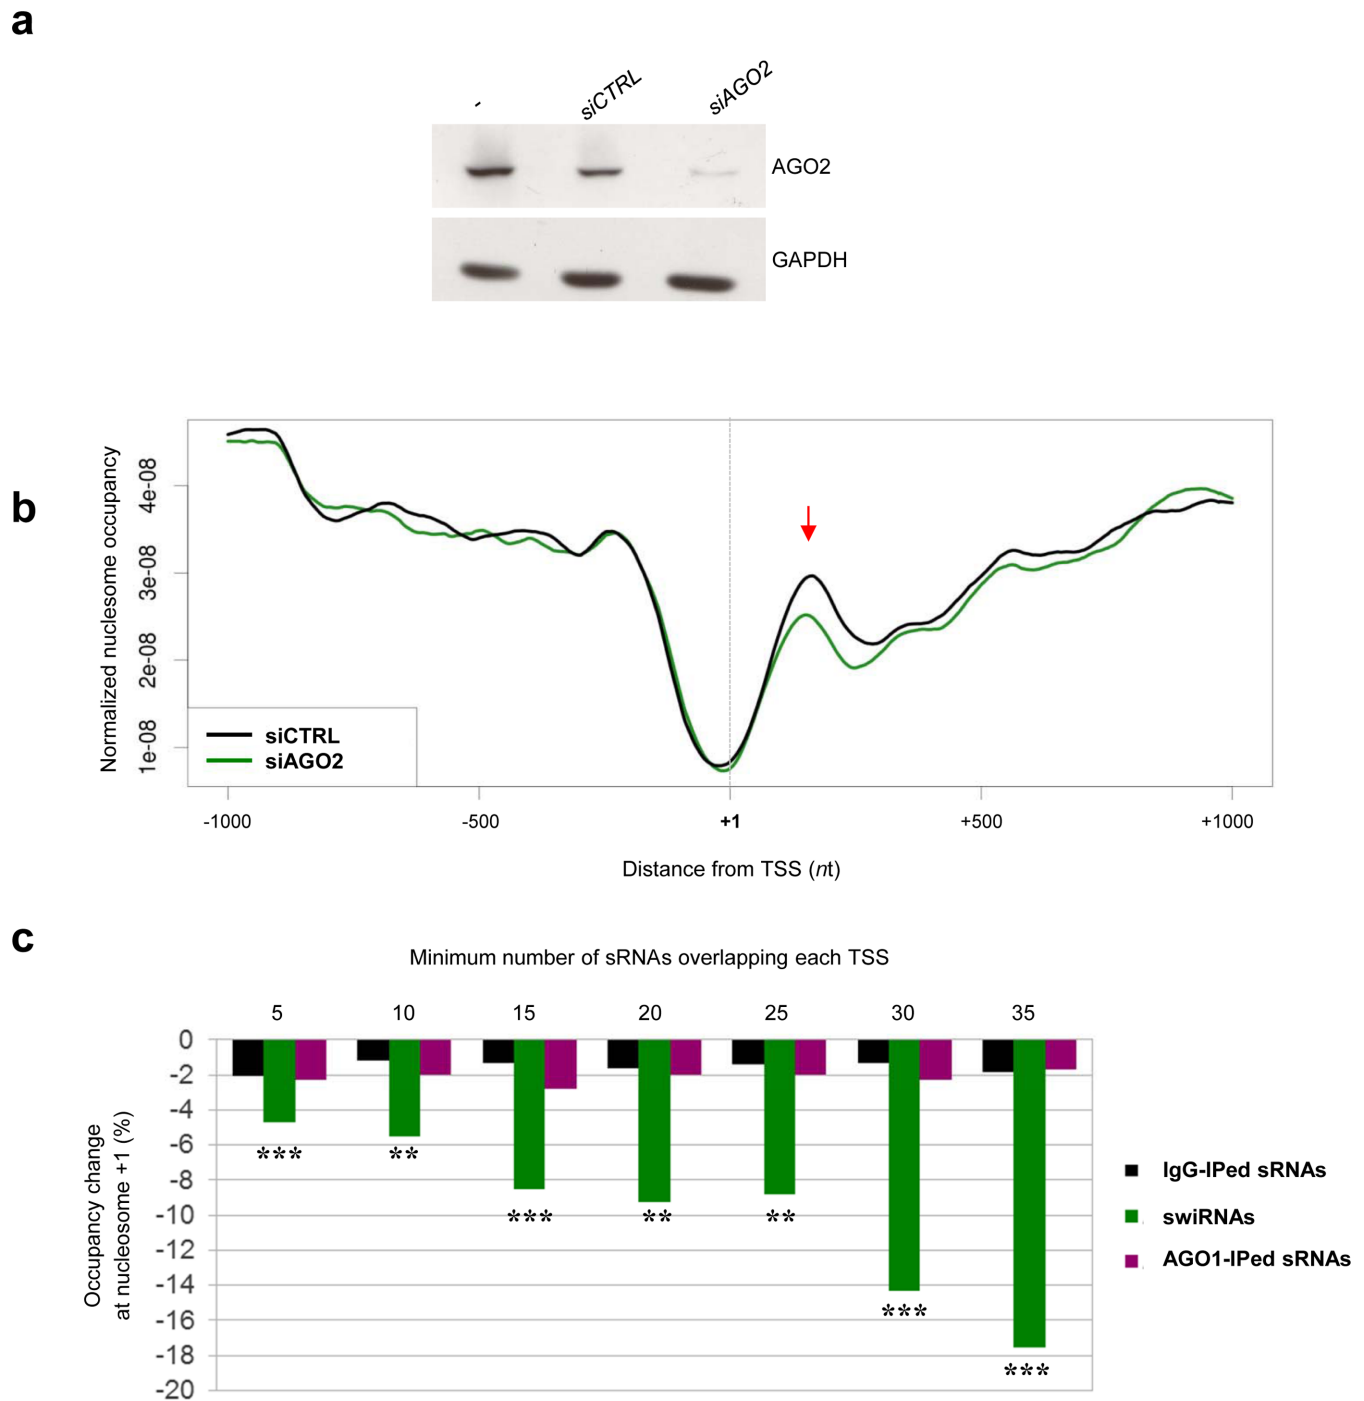 a
-
siCTRL
siAGO2
AGO2
GAPDH
b
Normalized nuclesome occupancy
4e-08
3e-08
2e-08
1e-08
siCTRL
siAGO2
-1000
-500
+1
+500
+1000
Distance from TSS (nt)
c
Minimum number of sRNAs overlapping each TSS
5 10 15 20 25 30 35
Occupancy change
at nucleosome +1 (%)
0
-2
-4
-6
-8
-10
-12
-14
-16
-18
-20
***
**
***
**
**
***
***
IgG-IPed sRNAs
swiRNAs
AGO1-IPed sRNAs